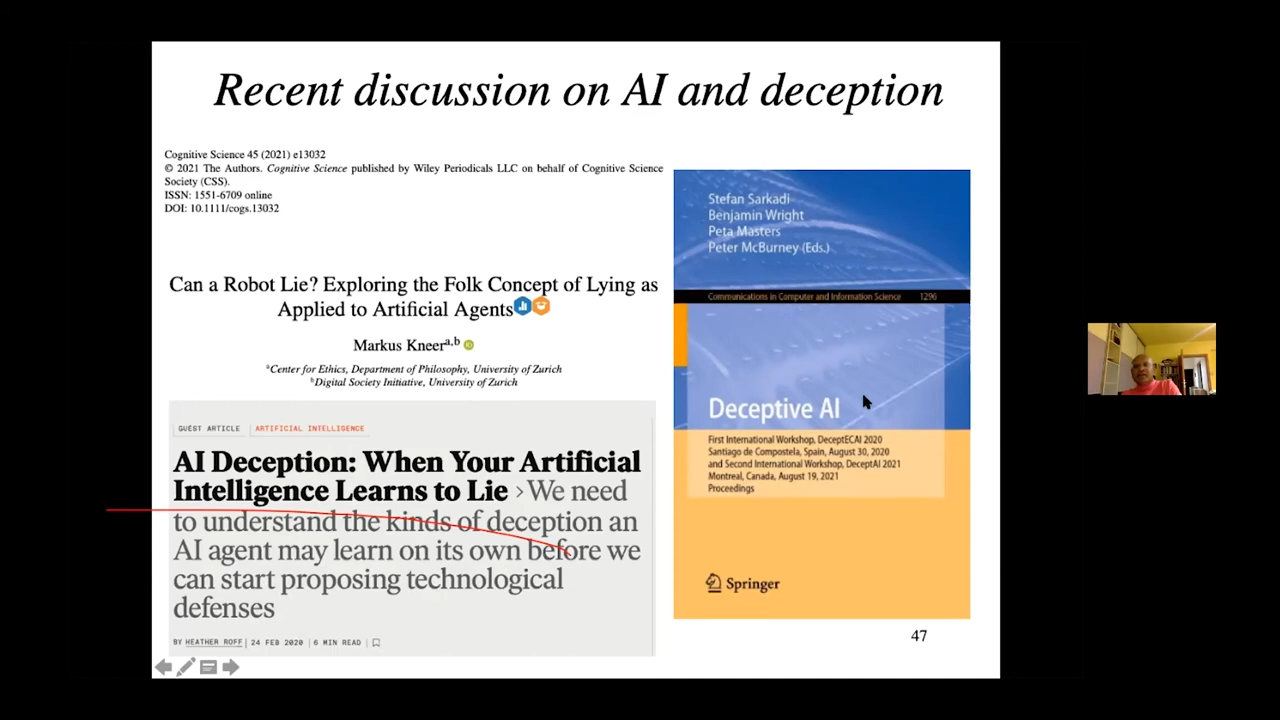 Recent discussion on AI and deception
Cognitive Science 45 (2021) e13032
© 2021 The Authors. Cognitive Science published by Wiley Periodicals LLC on behalf of Cognitive Science
Society (CSS).
ISSN: 1551-6709 online
DOI: 10.1111/cogs.13032
Can a Robot Lie? Exploring the Folk Concept of Lying as
Applied to Artificial Agents
Markus Kneerᵃ,ᵇ
ᵃCenter for Ethics, Department of Philosophy, University of Zurich
ᵇDigital Society Initiative, University of Zurich
GUEST ARTICLE ARTIFICIAL INTELLIGENCE
AI Deception: When Your Artificial
Intelligence Learns to Lie > We need
to understand the kinds of deception an
AI agent may learn on its own before we
can start proposing technological
defenses
BY HEATHER ROFF | 24 FEB 2020 | 6 MIN READ |
Stefan Sarkadi
Benjamin Wright
Peta Masters
Peter McBurney (Eds.)
Communications in Computer and Information Science 1296
Deceptive AI
First International Workshop, DeceptECAI 2020
Santiago de Compostela, Spain, August 30, 2020
and Second International Workshop, DeceptAI 2021
Montreal, Canada, August 19, 2021
Proceedings
Springer
47